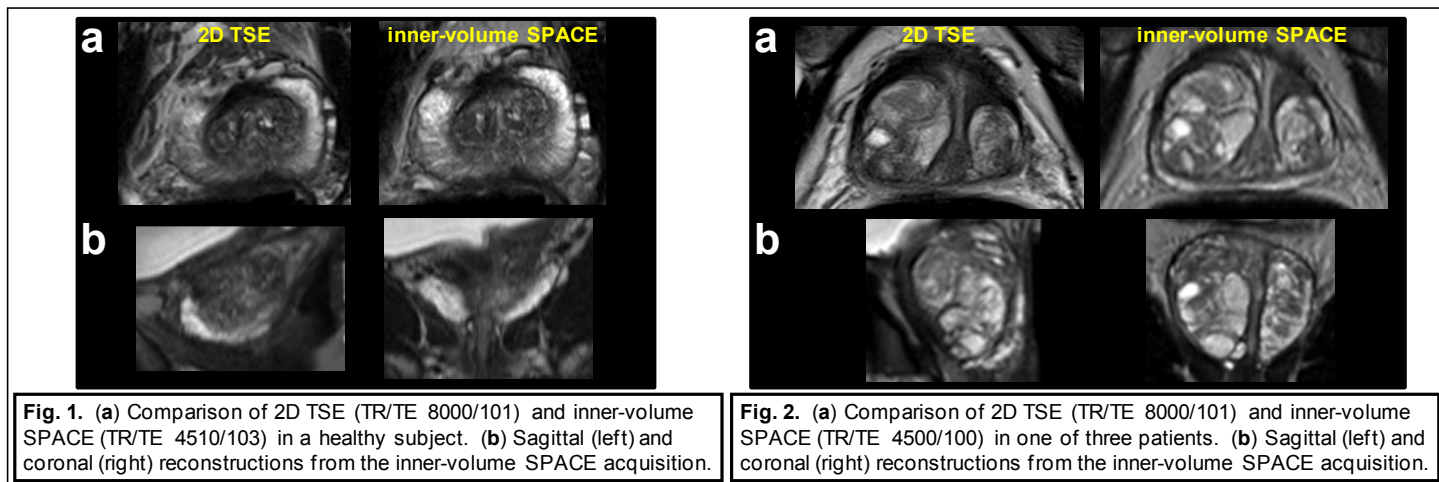 a
2D TSE
inner-volume SPACE
b
Fig. 1. (a) Comparison of 2D TSE (TR/TE 8000/101) and inner-volume
SPACE (TR/TE 4510/103) in a healthy subject. (b) Sagittal (left) and
coronal (right) reconstructions from the inner-volume SPACE acquisition.
a
2D TSE
inner-volume SPACE
b
Fig. 2. (a) Comparison of 2D TSE (TR/TE 8000/101) and inner-volume
SPACE (TR/TE 4500/100) in one of three patients. (b) Sagittal (left) and
coronal (right) reconstructions from the inner-volume SPACE acquisition.